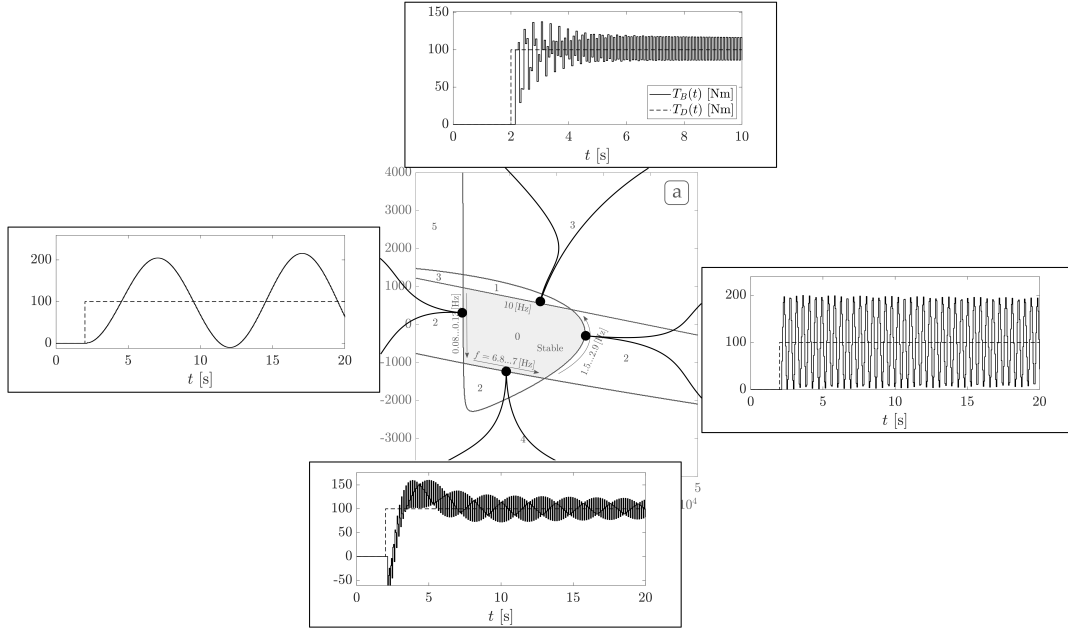 150
100
50
0
T_B(t) [Nm]
T_D(t) [Nm]
0 2 4 6 8 10
t [s]
4000
3000
2000
1000
0
-1000
-2000
-3000
a
5
3
3
1
10 [Hz]
2
0.08...0.1 [Hz]
0
Stable
1.5...2.9 [Hz]
2
f = 6.8...7 [Hz]
2
4
5
10^4
200
100
0
0 5 10 15 20
t [s]
200
100
0
0 5 10 15 20
t [s]
150
100
50
0
-50
0 5 10 15 20
t [s]